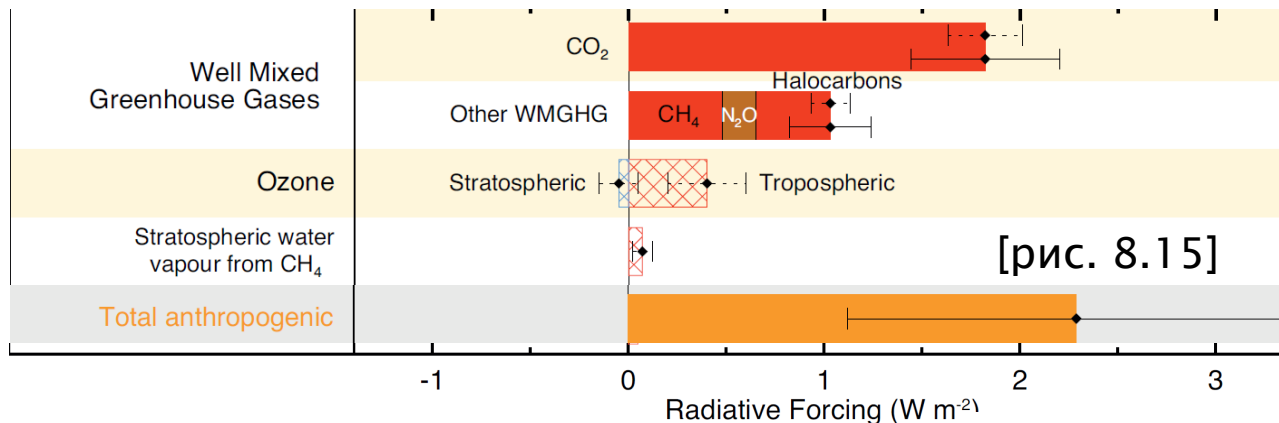 CO2
Well Mixed
Greenhouse Gases
Halocarbons
Other WMGHG CH4 N2O
Ozone Stratospheric Tropospheric
Stratospheric water
vapour from CH4
[рис. 8.15]
Total anthropogenic
-1 0 1 2 3
Radiative Forcing (W m-2)